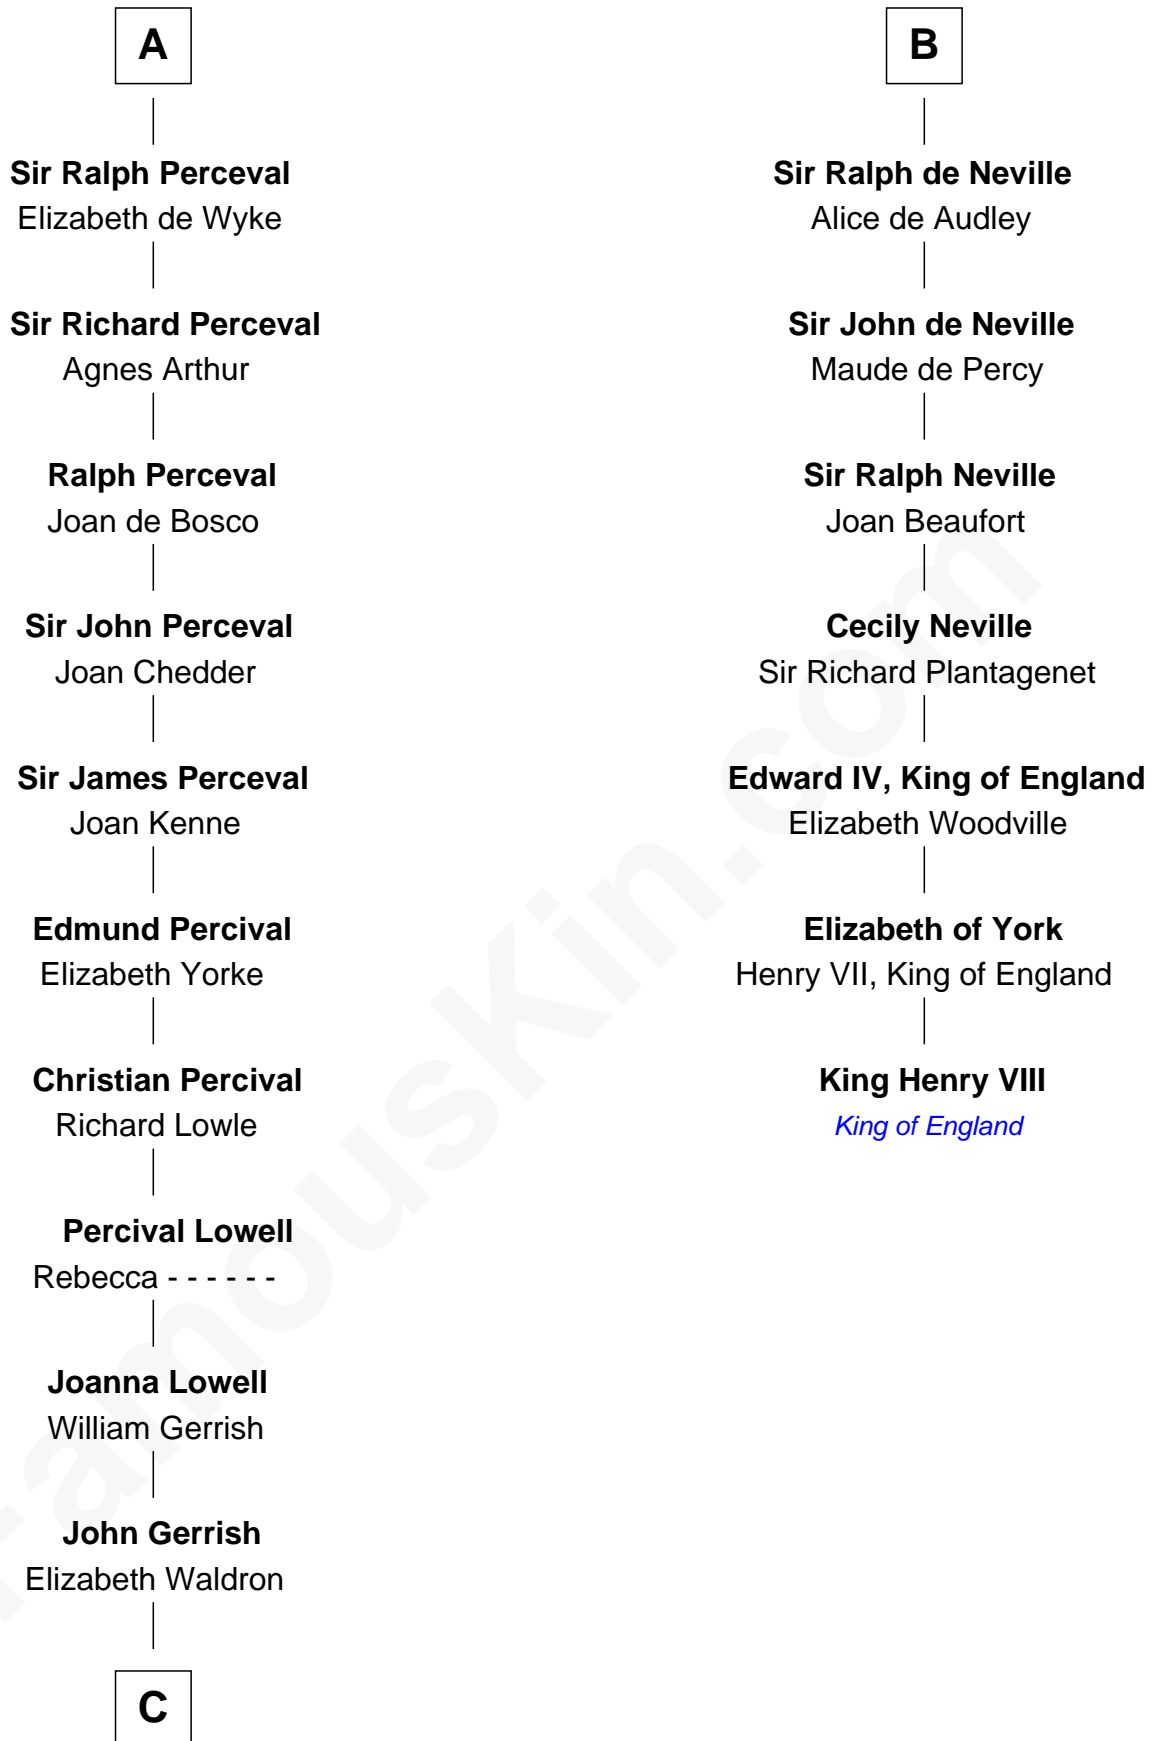 A
Sir Ralph Perceval
Elizabeth de Wyke
Sir Richard Perceval
Agnes Arthur
Ralph Perceval
Joan de Bosco
Sir John Perceval
Joan Chedder
Sir James Perceval
Joan Kenne
Edmund Percival
Elizabeth Yorke
Christian Percival
Richard Lowle
Percival Lowell
Rebecca - - - - - -
Joanna Lowell
William Gerrish
John Gerrish
Elizabeth Waldron
C
B
Sir Ralph de Neville
Alice de Audley
Sir John de Neville
Maude de Percy
Sir Ralph Neville
Joan Beaufort
Cecily Neville
Sir Richard Plantagenet
Edward IV, King of England
Elizabeth Woodville
Elizabeth of York
Henry VII, King of England
King Henry VIII
King of England
FamousKin.com